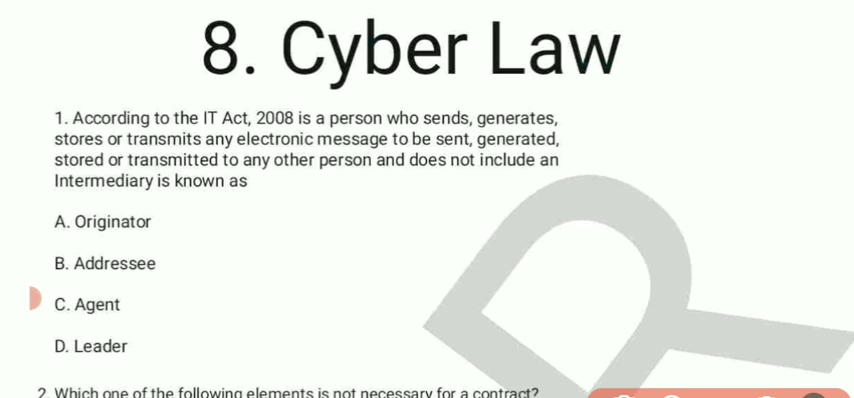 8. Cyber Law
1. According to the IT Act, 2008 is a person who sends, generates,
stores or transmits any electronic message to be sent, generated,
stored or transmitted to any other person and does not include an
Intermediary is known as
A. Originator
B. Addressee
C. Agent
D. Leader
2. Which one of the following elements is not necessary for a contract?